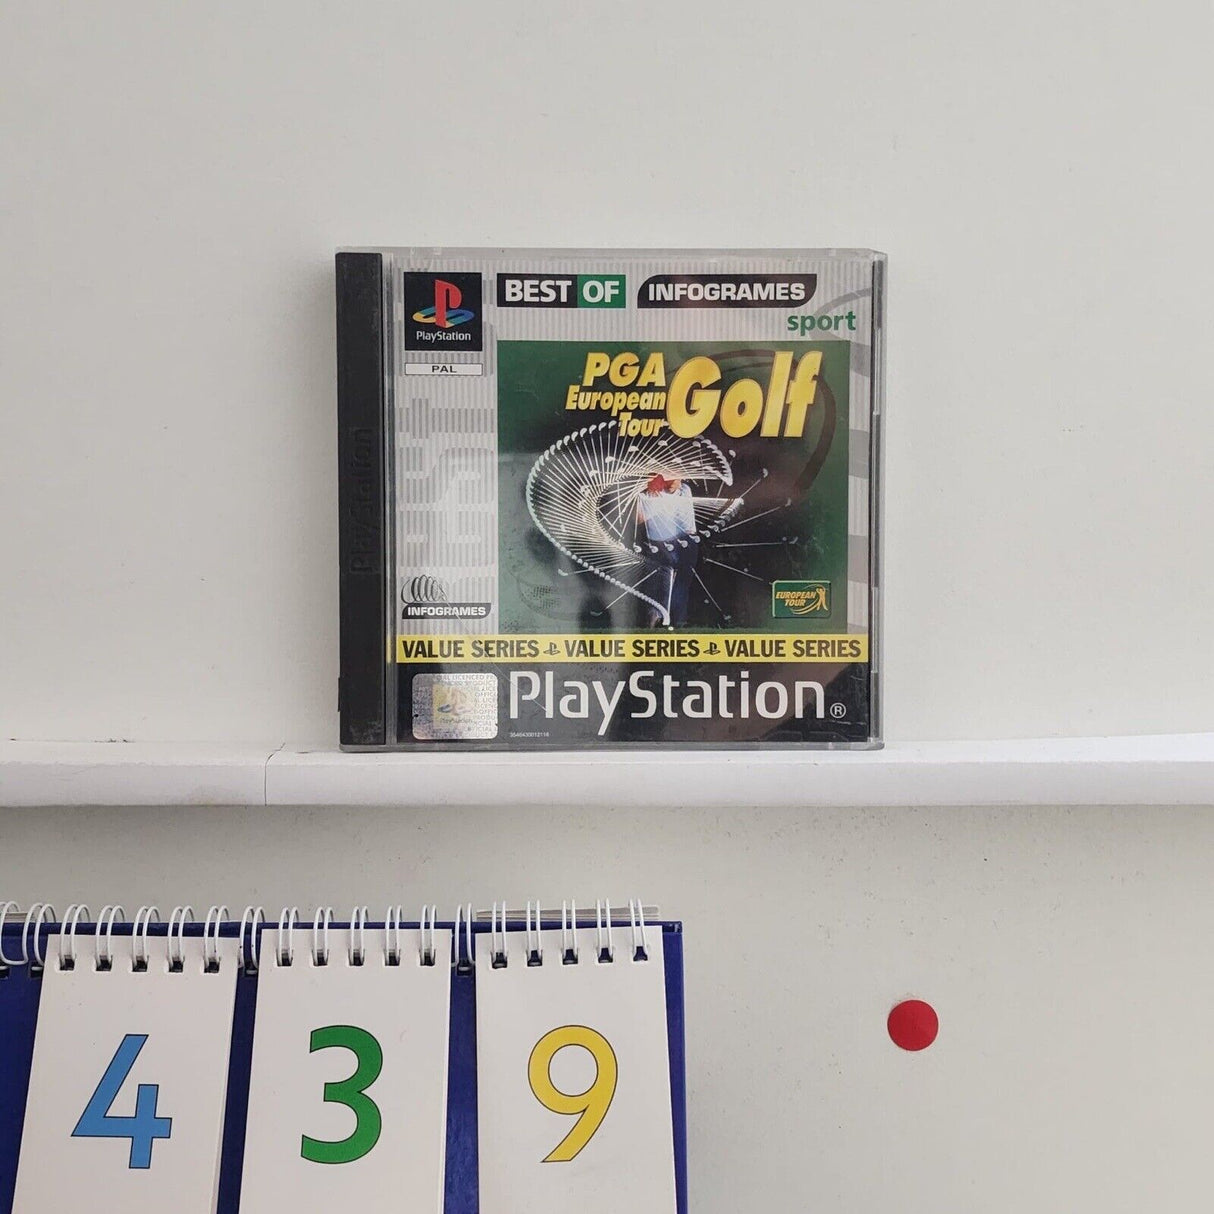 BEST OF INFOGRAMES
sport
PlayStation
PAL
PGA
European
Tour
Golf
EUROPEAN
TOUR
INFOGRAMES
VALUE SERIES VALUE SERIES VALUE SERIES
PlayStation®
3546430012116
PlayStation
4 3 9